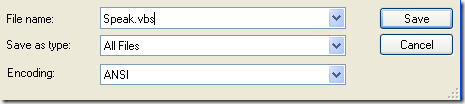 File name: Speak.vbs Save
Save as type: All Files Cancel
Encoding: ANSI